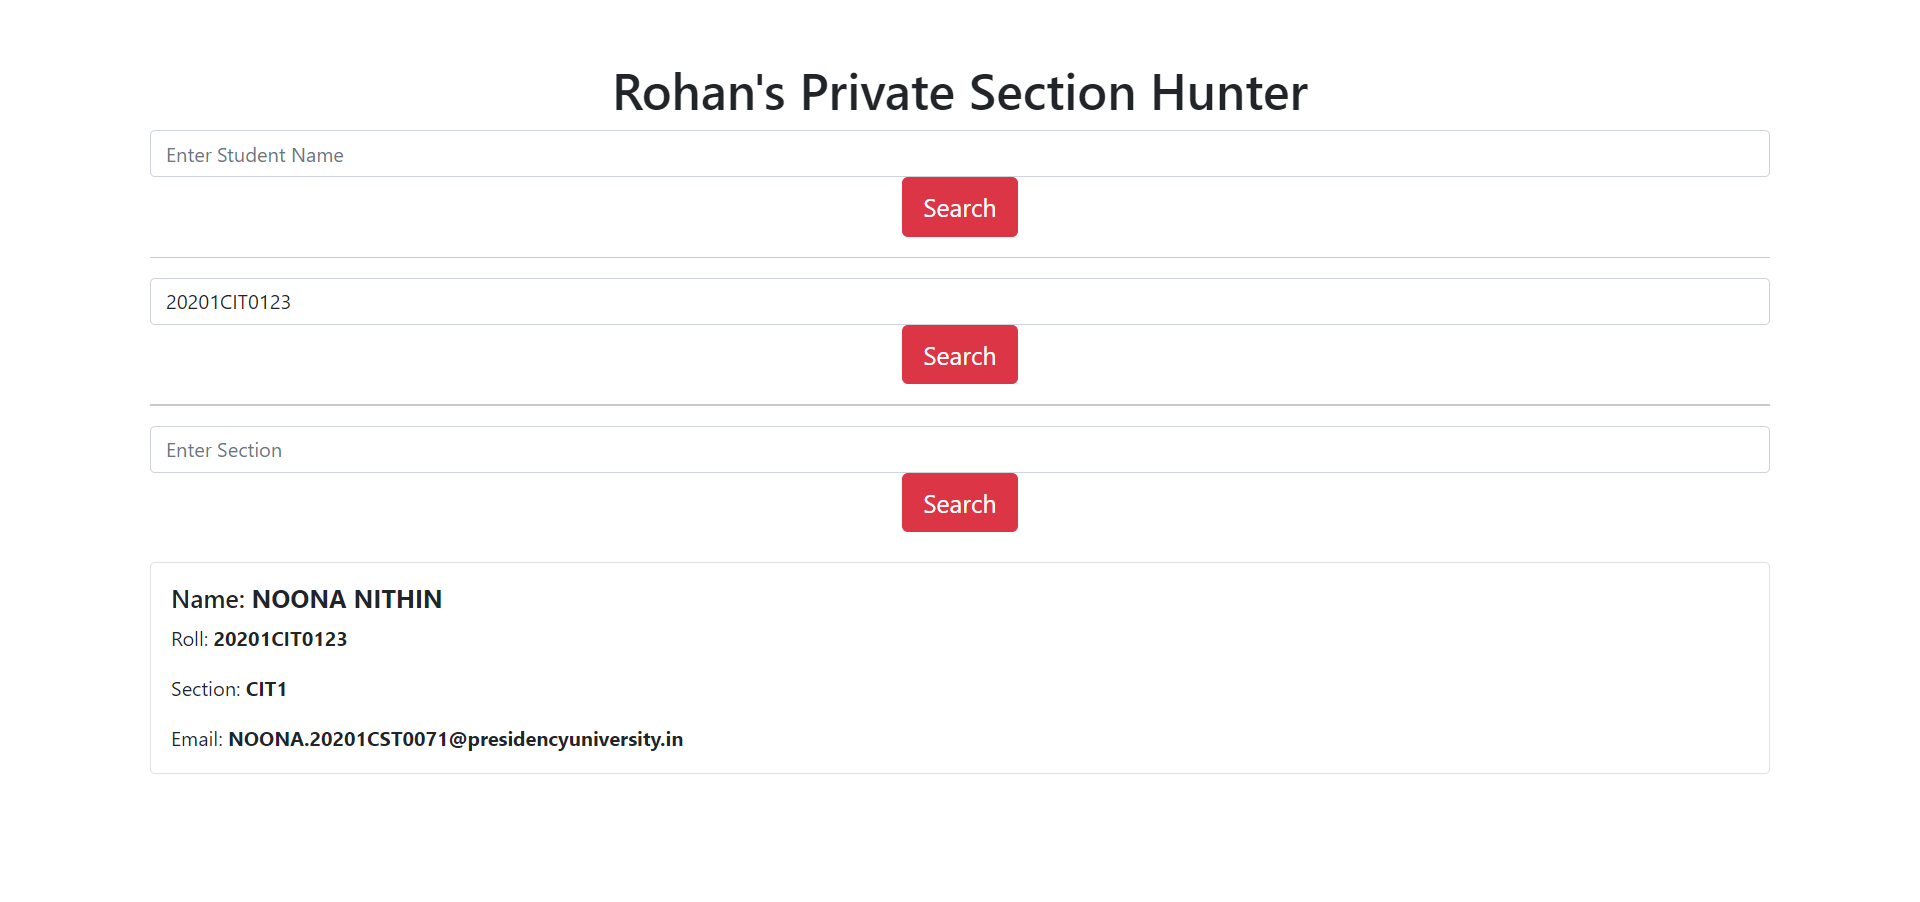 Rohan's Private Section Hunter
Enter Student Name
Search
20201CIT0123
Search
Enter Section
Search
Name: NOONA NITHIN
Roll: 20201CIT0123
Section: CIT1
Email: NOONA.20201CST0071@presidencyuniversity.in